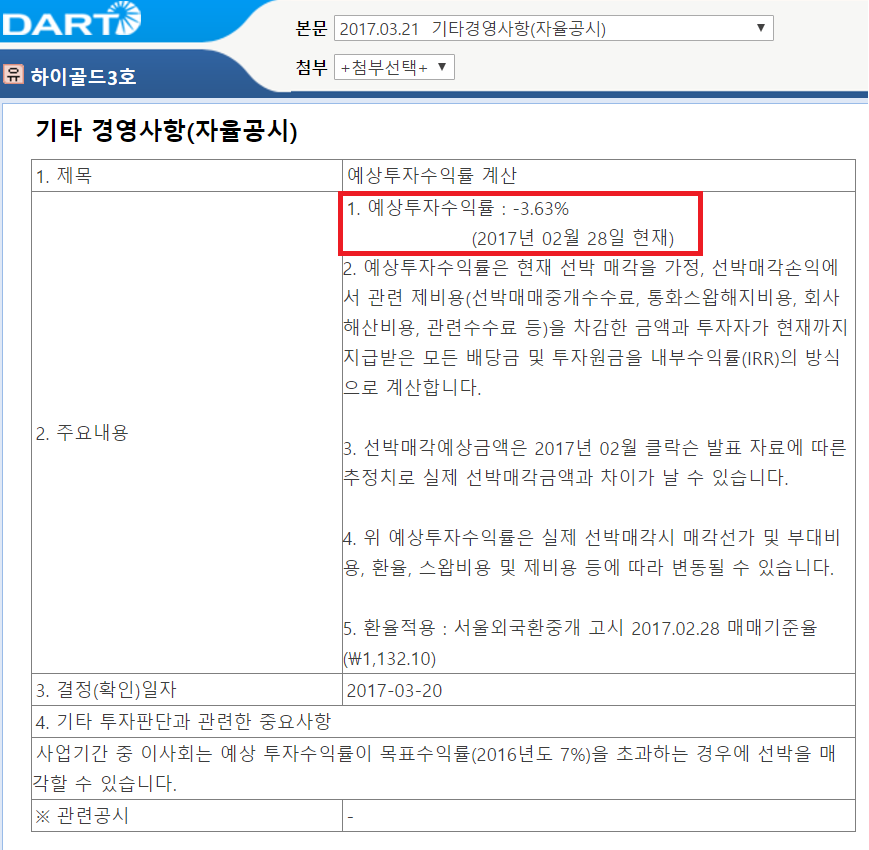 DART
본문 2017.03.21 기타경영사항(자율공시) ▼
첨부 +첨부선택+ ▼
유 하이골드3호
기타 경영사항(자율공시)
1. 제목
예상투자수익률 계산
2. 주요내용
1. 예상투자수익률 : -3.63%
(2017년 02월 28일 현재)
2. 예상투자수익률은 현재 선박 매각을 가정, 선박매각손익에
서 관련 제비용(선박매매중개수수료, 통화스왑해지비용, 회사
해산비용, 관련수수료 등)을 차감한 금액과 투자자가 현재까지
지급받은 모든 배당금 및 투자원금을 내부수익률(IRR)의 방식
으로 계산합니다.
3. 선박매각예상금액은 2017년 02월 클락슨 발표 자료에 따른
추정치로 실제 선박매각금액과 차이가 날 수 있습니다.
4. 위 예상투자수익률은 실제 선박매각시 매각선가 및 부대비
용, 환율, 스왑비용 및 제비용 등에 따라 변동될 수 있습니다.
5. 환율적용 : 서울외국환중개 고시 2017.02.28 매매기준율
(₩1,132.10)
3. 결정(확인)일자
2017-03-20
4. 기타 투자판단과 관련한 중요사항
사업기간 중 이사회는 예상 투자수익률이 목표수익률(2016년도 7%)을 초과하는 경우에 선박을 매
각할 수 있습니다.
※ 관련공시
-